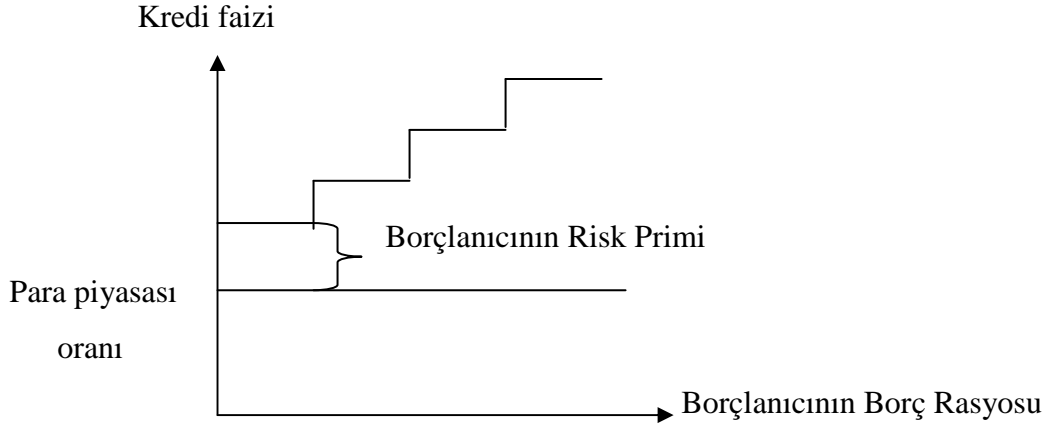 Kredi faizi
Borçlanıcının Risk Primi
Para piyasası
oranı
Borçlanıcının Borç Rasyosu